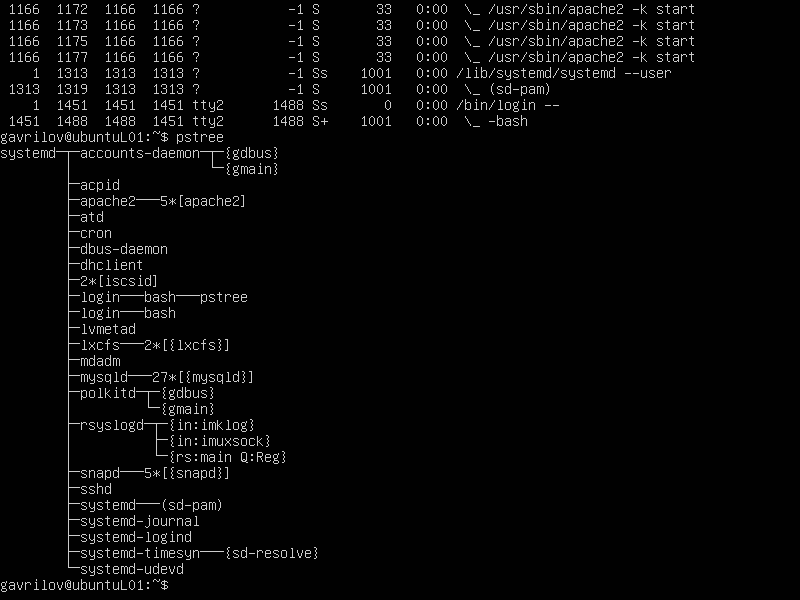 1166  1172  1166  1166 ?           -1 S       33   0:00  \_ /usr/sbin/apache2 -k start
 1166  1173  1166  1166 ?           -1 S       33   0:00  \_ /usr/sbin/apache2 -k start
 1166  1175  1166  1166 ?           -1 S       33   0:00  \_ /usr/sbin/apache2 -k start
 1166  1177  1166  1166 ?           -1 S       33   0:00  \_ /usr/sbin/apache2 -k start
    1  1313  1313  1313 ?           -1 Ss    1001   0:00 /lib/systemd/systemd --user
 1313  1319  1313  1313 ?           -1 S     1001   0:00  \_ (sd-pam)
    1  1451  1451  1451 tty2      1488 Ss       0   0:00 /bin/login --
 1451  1488  1488  1451 tty2      1488 S+    1001   0:00  \_ -bash
gavrilov@ubuntuL01:~$ pstree
systemd─┬─accounts-daemon─┬─{gdbus}
        │                 └─{gmain}
        ├─acpid
        ├─apache2───5*[apache2]
        ├─atd
        ├─cron
        ├─dbus-daemon
        ├─dhclient
        ├─2*[iscsid]
        ├─login───bash───pstree
        ├─login───bash
        ├─lvmetad
        ├─lxcfs───2*[{lxcfs}]
        ├─mdadm
        ├─mysqld───27*[{mysqld}]
        ├─polkitd─┬─{gdbus}
        │         └─{gmain}
        ├─rsyslogd─┬─{in:imklog}
        │          ├─{in:imuxsock}
        │          └─{rs:main Q:Reg}
        ├─snapd───5*[{snapd}]
        ├─sshd
        ├─systemd───(sd-pam)
        ├─systemd-journal
        ├─systemd-logind
        ├─systemd-timesyn───{sd-resolve}
        └─systemd-udevd
gavrilov@ubuntuL01:~$